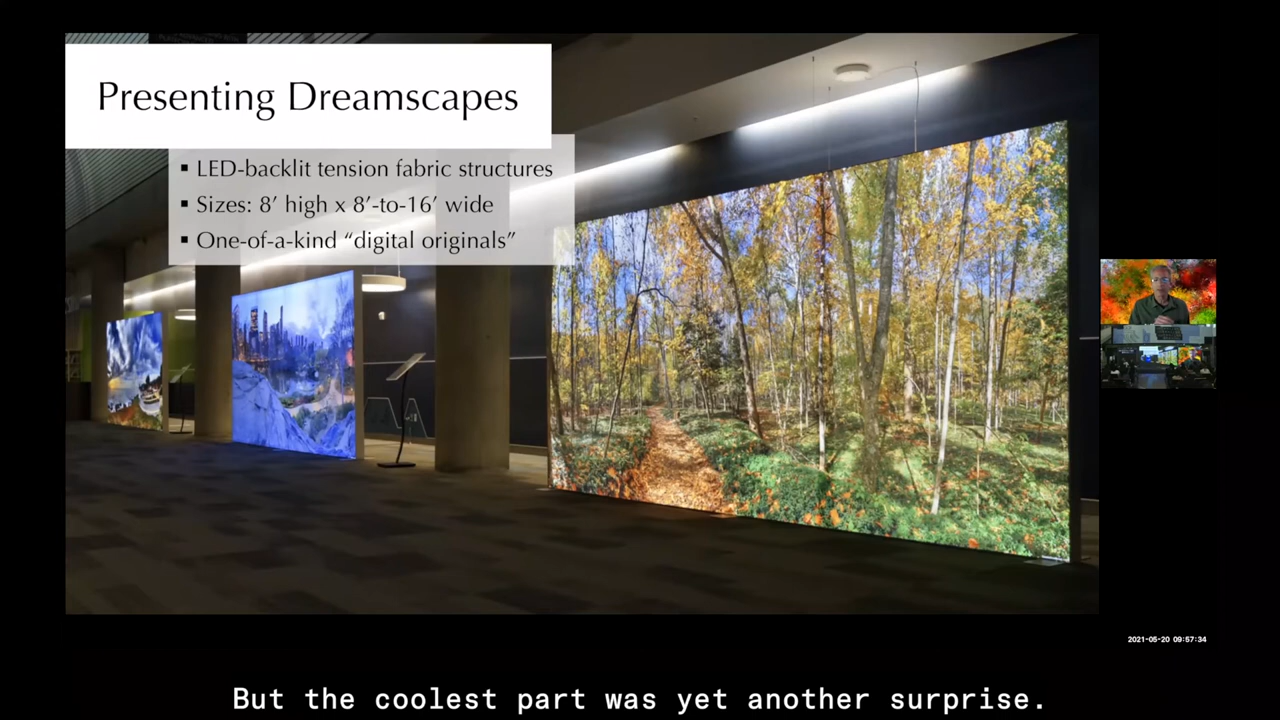 Presenting Dreamscapes
▪ LED-backlit tension fabric structures
▪ Sizes: 8’ high x 8’-to-16’ wide
▪ One-of-a-kind “digital originals”
2021-05-20 09:57:34
But the coolest part was yet another surprise.